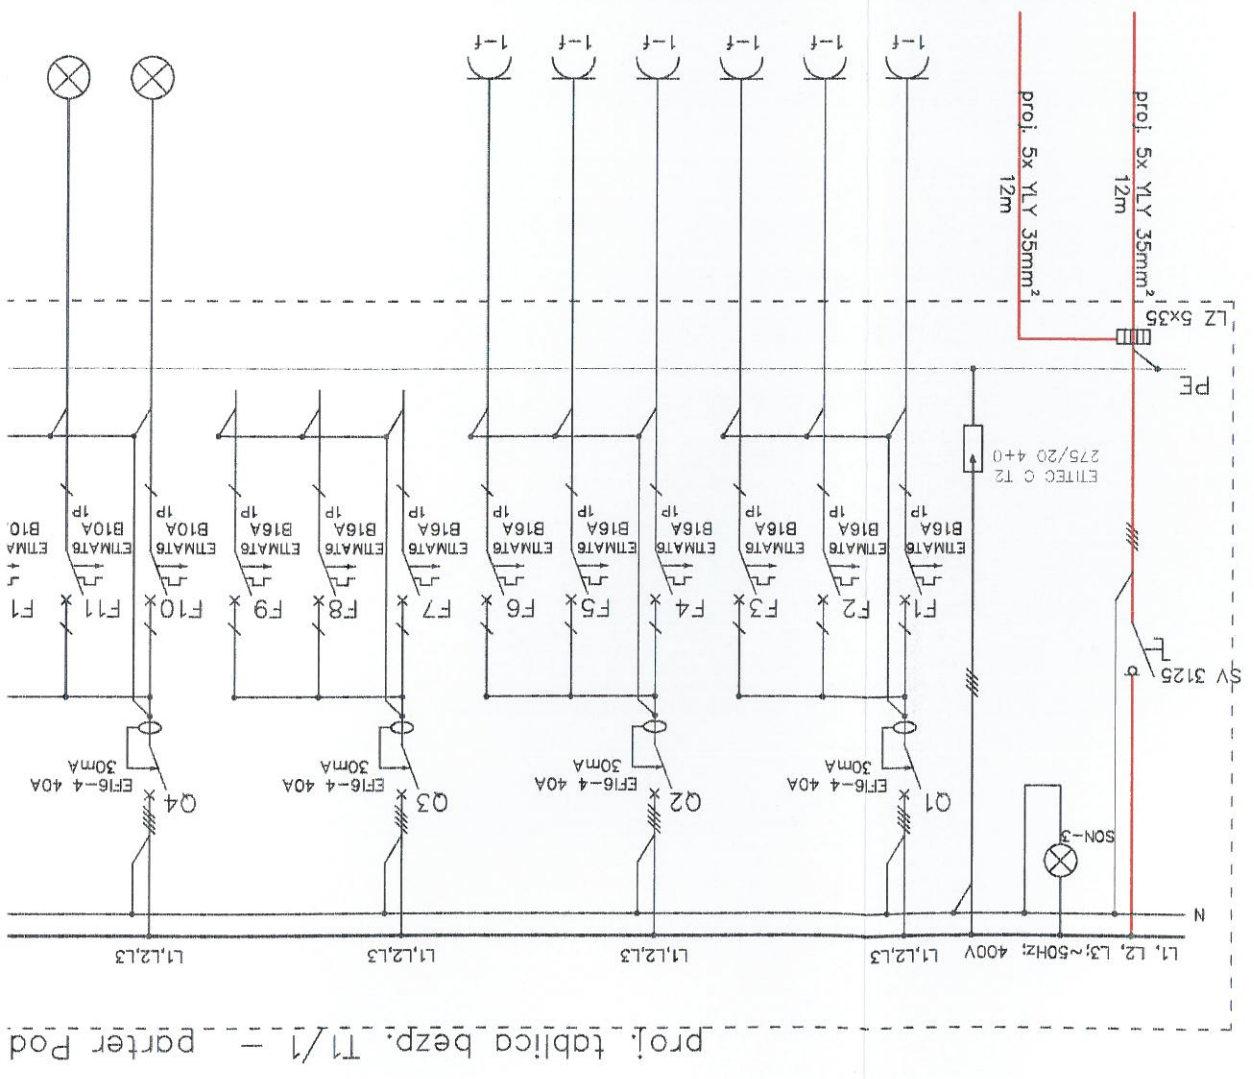 proj. tablica bezp. T1/1 – parter Pod
L1, L2, L3;~50Hz; 400V
L1,L2,L3
L1,L2,L3
L1,L2,L3
L1,L2,L3
N
SON-3
SV 3125
Q1
EFI6-4 40A
30mA
Q2
EFI6-4 40A
30mA
Q3
EFI6-4 40A
30mA
Q4
EFI6-4 40A
30mA
F1
ETIMAT6
B16A
1P
F2
ETIMAT6
B16A
1P
F3
ETIMAT6
B16A
1P
F4
ETIMAT6
B16A
1P
F5
ETIMAT6
B16A
1P
F6
ETIMAT6
B16A
1P
F7
ETIMAT6
B16A
1P
F8
ETIMAT6
B16A
1P
F9
ETIMAT6
B16A
1P
F10
ETIMAT6
B10A
1P
F11
ETIMAT6
B10A
1P
F1
ETIMA
B10
ETITEC C T2
275/20 4+0
PE
LZ 5x35
proj. 5x YLY 35mm²
12m
proj. 5x YLY 35mm²
12m
1-f
1-f
1-f
1-f
1-f
1-f